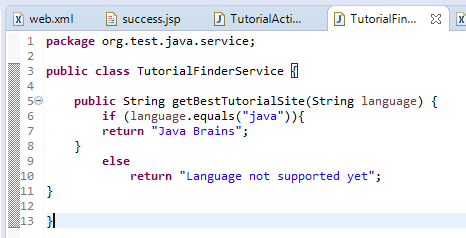 web.xml success.jsp TutorialActi... TutorialFin...
1 package org.test.java.service;
2
3 public class TutorialFinderService {
4
5 public String getBestTutorialSite(String language) {
6 if (language.equals("java")){
7 return "Java Brains";
8 }
9 else
10 return "Language not supported yet";
11 }
12
13 }